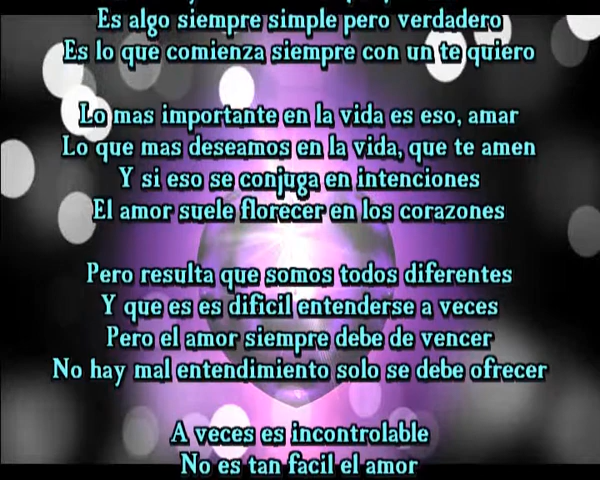 Es algo siempre simple pero verdadero
Es lo que comienza siempre con un te quiero
Lo mas importante en la vida es eso, amar
Lo que mas deseamos en la vida, que te amen
Y si eso se conjuga en intenciones
El amor suele florecer en los corazones
Pero resulta que somos todos diferentes
Y que es es dificil entenderse a veces
Pero el amor siempre debe de vencer
No hay mal entendimiento solo se debe ofrecer
A veces es incontrolable
No es tan facil el amor